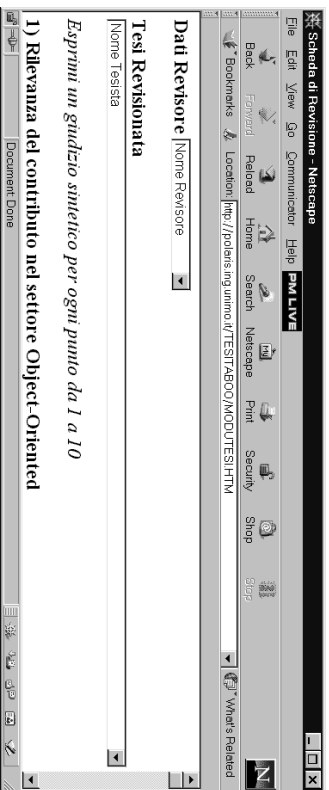 Scheda di Revisione - Netscape
File Edit View Go Communicator Help PM LIVE
Back Forward Reload Home Search Netscape Print Security Shop Stop
N
Bookmarks Location: http://polaris.ing.unimo.it/TESITABOO/MODUTESI.HTM What's Related
Dati Revisore Nome Revisore
Tesi Revisionata
Nome Tesista
Esprimi un giudizio sintetico per ogni punto da 1 a 10
1) Rilevanza del contributo nel settore Object-Oriented
Document Done